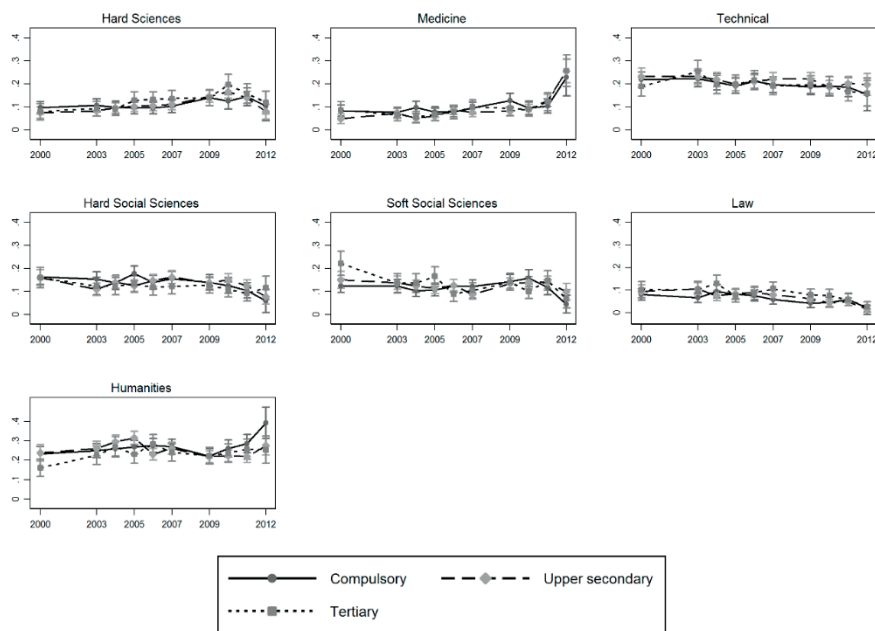 Hard Sciences
Medicine
Technical
0 .1 .2 .3 .4
2000 2003 2005 2007 2009 2012
0 .1 .2 .3 .4
2000 2003 2005 2007 2009 2012
0 .1 .2 .3 .4
2000 2003 2005 2007 2009 2012
Hard Social Sciences
Soft Social Sciences
Law
0 .1 .2 .3 .4
2000 2003 2005 2007 2009 2012
0 .1 .2 .3 .4
2000 2003 2005 2007 2009 2012
0 .1 .2 .3 .4
2000 2003 2005 2007 2009 2012
Humanities
0 .1 .2 .3 .4
2000 2003 2005 2007 2009 2012
Compulsory
Upper secondary
Tertiary